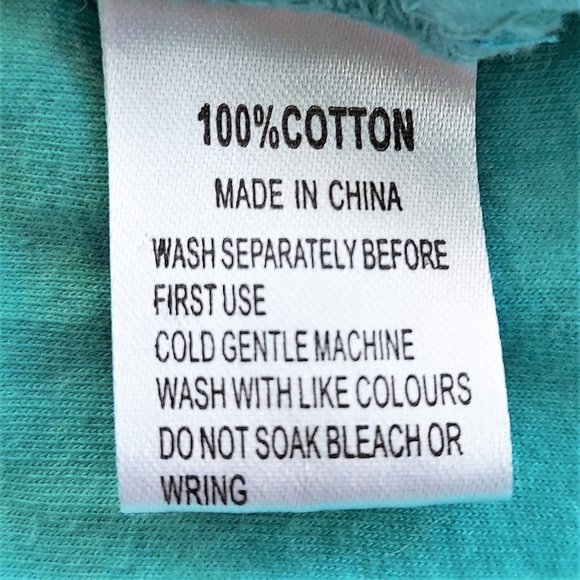 100%COTTON
MADE IN CHINA
WASH SEPARATELY BEFORE
FIRST USE
COLD GENTLE MACHINE
WASH WITH LIKE COLOURS
DO NOT SOAK BLEACH OR
WRING